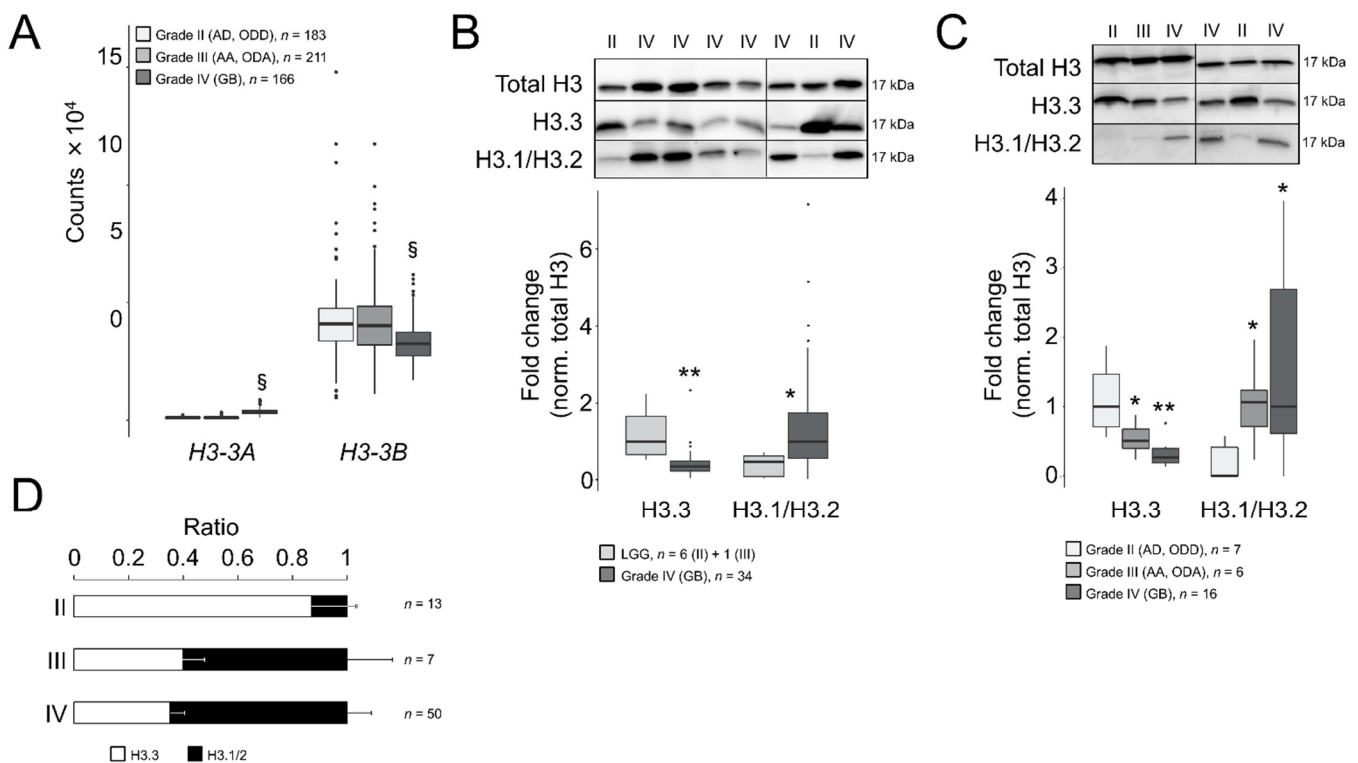 A
Grade II (AD, ODD), n = 183
Grade III (AA, ODA), n = 211
Grade IV (GB), n = 166
Counts × 10⁴
15
10
5
0
§
§
H3-3A
H3-3B
B
II IV IV IV IV IV II IV
Total H3
17 kDa
H3.3
17 kDa
H3.1/H3.2
17 kDa
Fold change
(norm. total H3)
6
4
2
0
**
*
H3.3
H3.1/H3.2
LGG, n = 6 (II) + 1 (III)
Grade IV (GB), n = 34
C
II III IV IV II IV
Total H3
17 kDa
H3.3
17 kDa
H3.1/H3.2
17 kDa
Fold change
(norm. total H3)
4
3
2
1
0
*
**
*
*
H3.3
H3.1/H3.2
Grade II (AD, ODD), n = 7
Grade III (AA, ODA), n = 6
Grade IV (GB), n = 16
D
Ratio
0 0.2 0.4 0.6 0.8 1
II
n = 13
III
n = 7
IV
n = 50
H3.3
H3.1/2